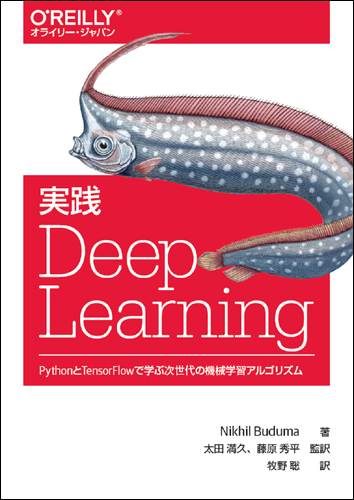 O'REILLY®
オライリー・ジャパン
実践
Deep
Learning
PythonとTensorFlowで学ぶ次世代の機械学習アルゴリズム
Nikhil Buduma 著
太田 満久、藤原 秀平 監訳
牧野 聡 訳